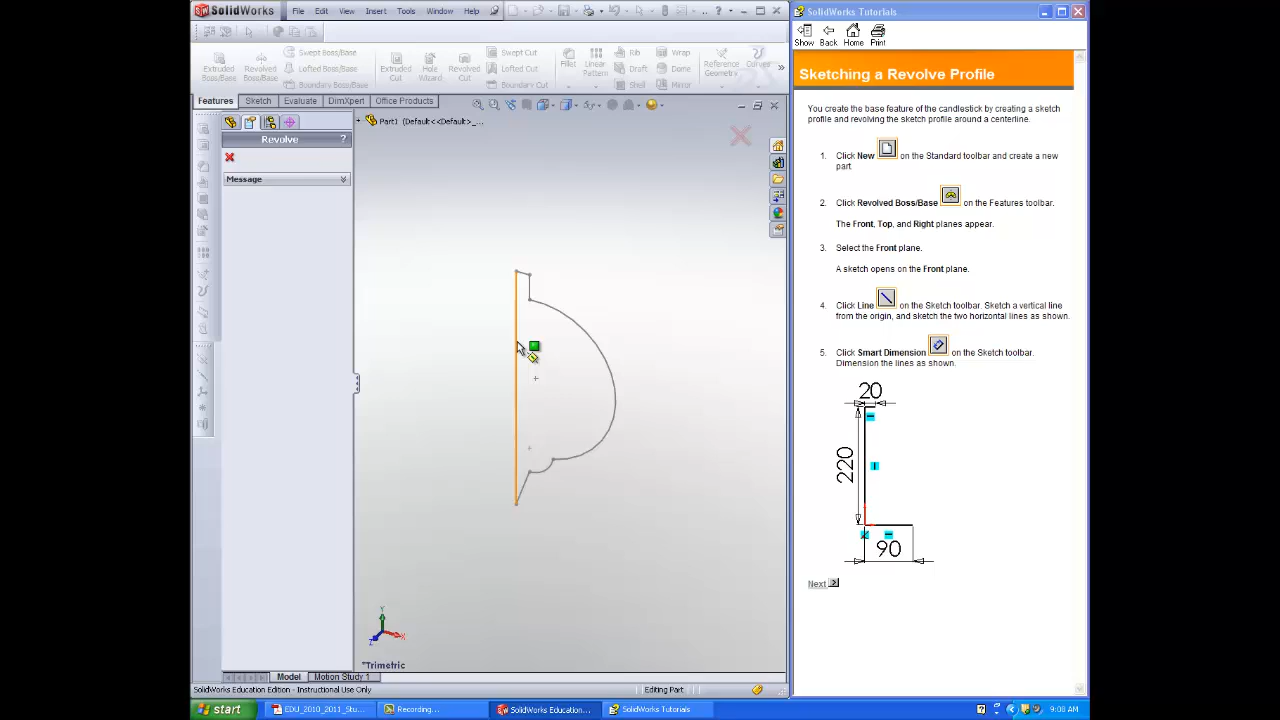 SolidWorks
File Edit View Insert Tools Window Help
Extruded Boss/Base
Revolved Boss/Base
Swept Boss/Base
Lofted Boss/Base
Boundary Boss/Base
Extruded Cut
Hole Wizard
Revolved Cut
Swept Cut
Lofted Cut
Boundary Cut
Fillet
Linear Pattern
Rib
Draft
Shell
Wrap
Dome
Mirror
Reference Geometry
Curves
Features Sketch Evaluate DimXpert Office Products
Part1 (Default<<Default>_...
Revolve ?
Message
Y
X
Z
*Trimetric
Model Motion Study 1
SolidWorks Education Edition - Instructional Use Only
Editing Part
SolidWorks Tutorials
Show Back Home Print
Sketching a Revolve Profile
You create the base feature of the candlestick by creating a sketch
profile and revolving the sketch profile around a centerline.
1. Click New on the Standard toolbar and create a new
part
2. Click Revolved Boss/Base on the Features toolbar.
The Front, Top, and Right planes appear.
3. Select the Front plane.
A sketch opens on the Front plane.
4. Click Line on the Sketch toolbar. Sketch a vertical line
from the origin, and sketch the two horizontal lines as shown.
5. Click Smart Dimension on the Sketch toolbar.
Dimension the lines as shown.
20
220
90
Next
start
EDU_2010_2011_Stu...
Recording...
SolidWorks Education...
SolidWorks Tutorials
9:08 AM